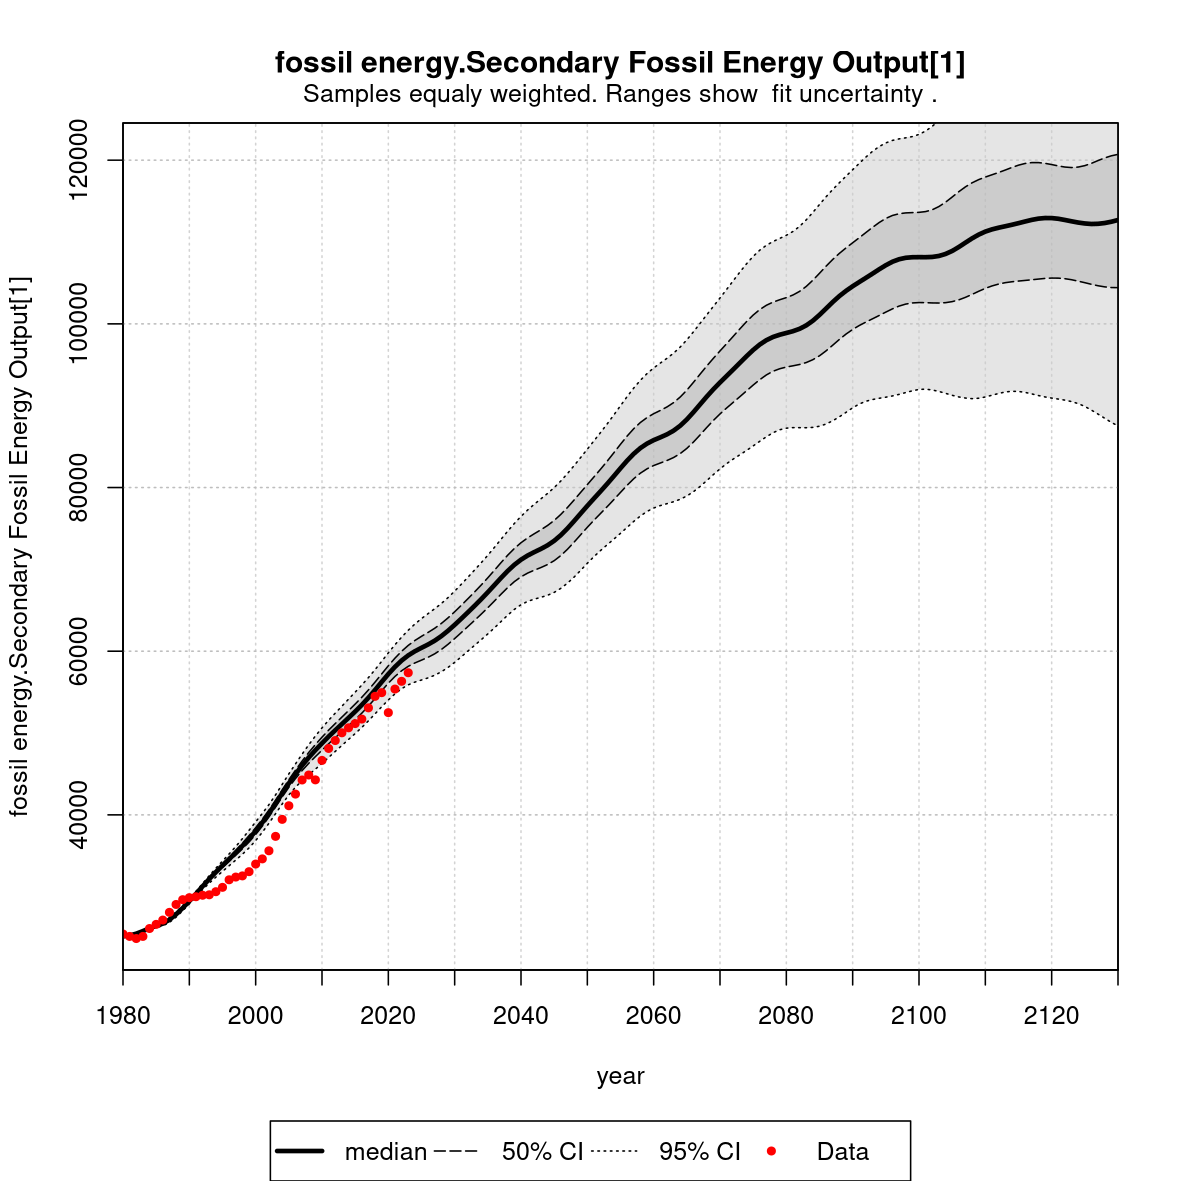 fossil energy.Secondary Fossil Energy Output[1]
Samples equaly weighted. Ranges show  fit uncertainty .
fossil energy.Secondary Fossil Energy Output[1]
120000
100000
80000
60000
40000
1980 2000 2020 2040 2060 2080 2100 2120
year
median 50% CI 95% CI Data